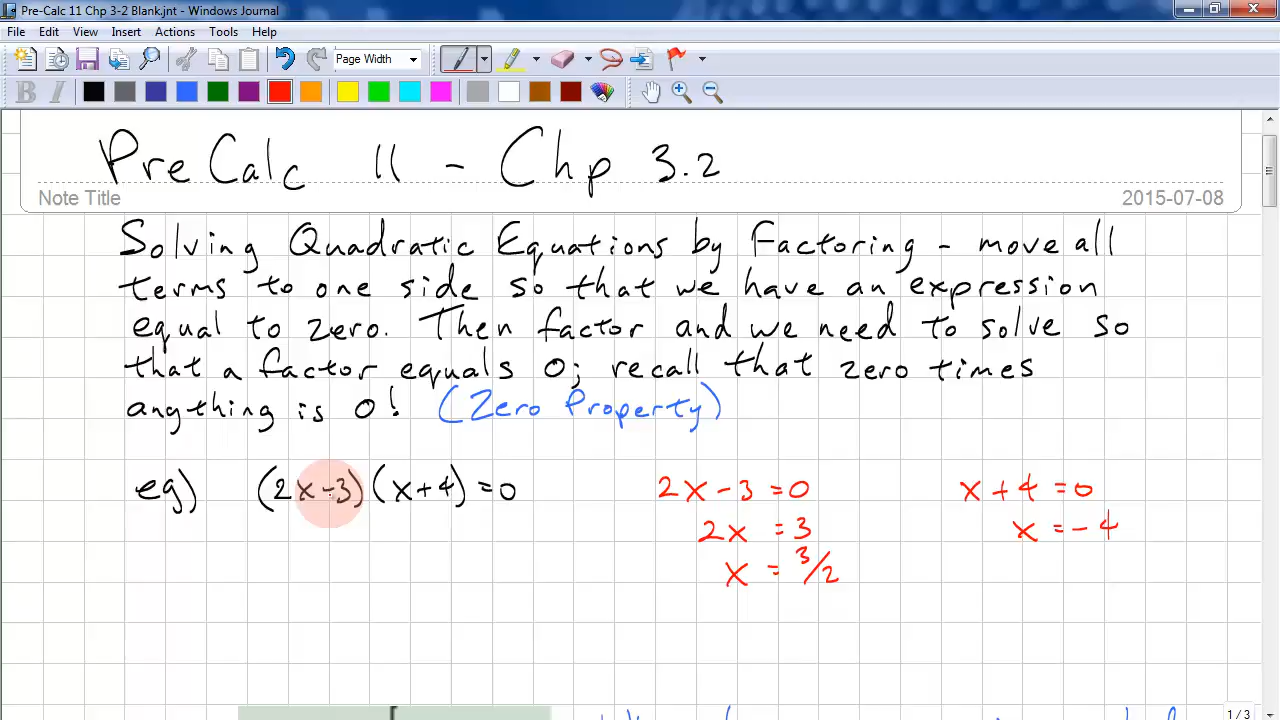 Pre-Calc 11 Chp 3-2 Blank.jnt - Windows Journal
File Edit View Insert Actions Tools Help
Page Width
B I
PreCalc 11 - Chp 3.2
Note Title 2015-07-08
Solving Quadratic Equations by Factoring - move all
terms to one side so that we have an expression
equal to zero. Then factor and we need to solve so
that a factor equals 0; recall that zero times
angthing is 0! (Zero Property)
eg) (2x-3)(x+4)=0 2x-3=0 x+4=0
2x=3 x=-4
x=3/2
1/3